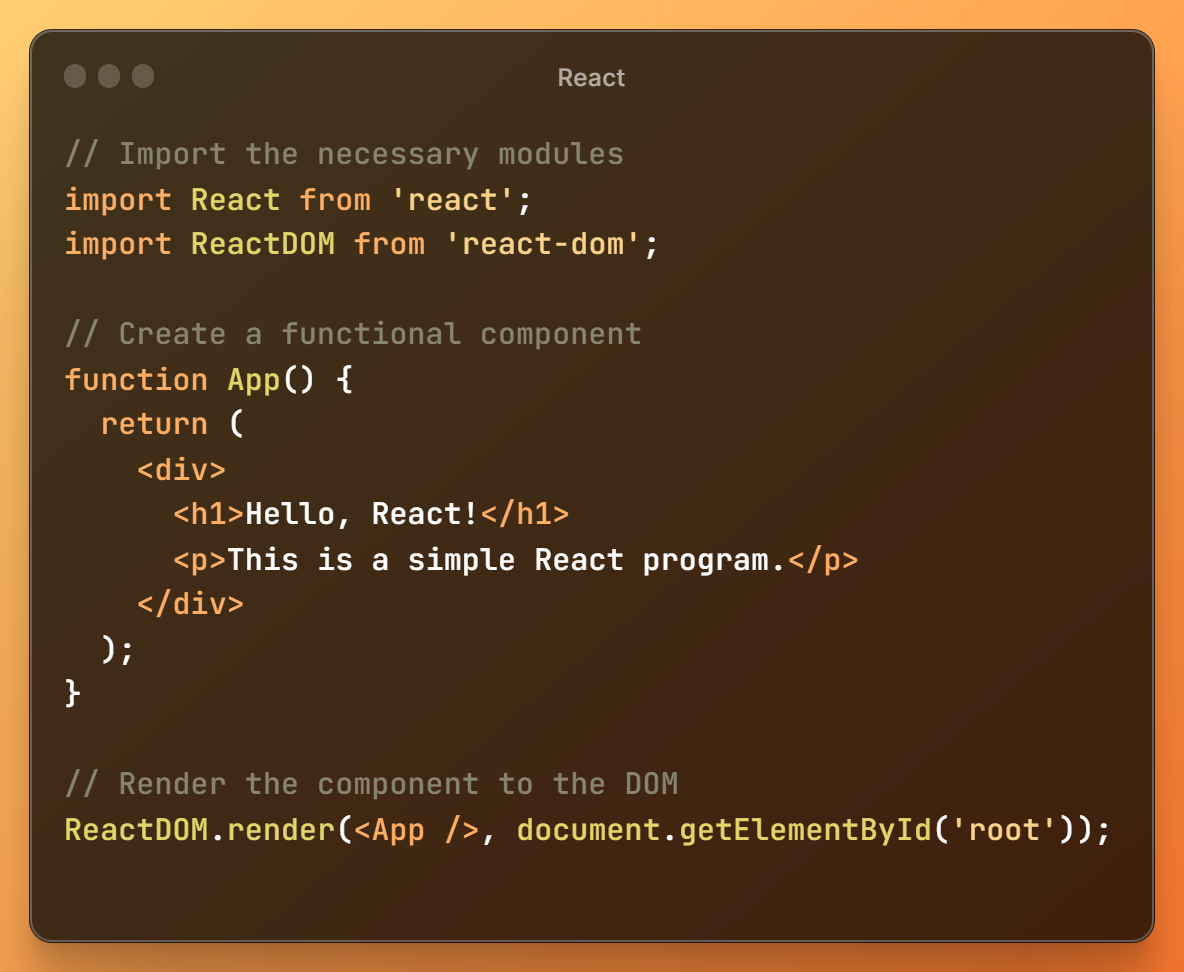 React
// Import the necessary modules
import React from 'react';
import ReactDOM from 'react-dom';
// Create a functional component
function App() {
  return (
    <div>
      <h1>Hello, React!</h1>
      <p>This is a simple React program.</p>
    </div>
  );
}
// Render the component to the DOM
ReactDOM.render(<App />, document.getElementById('root'));